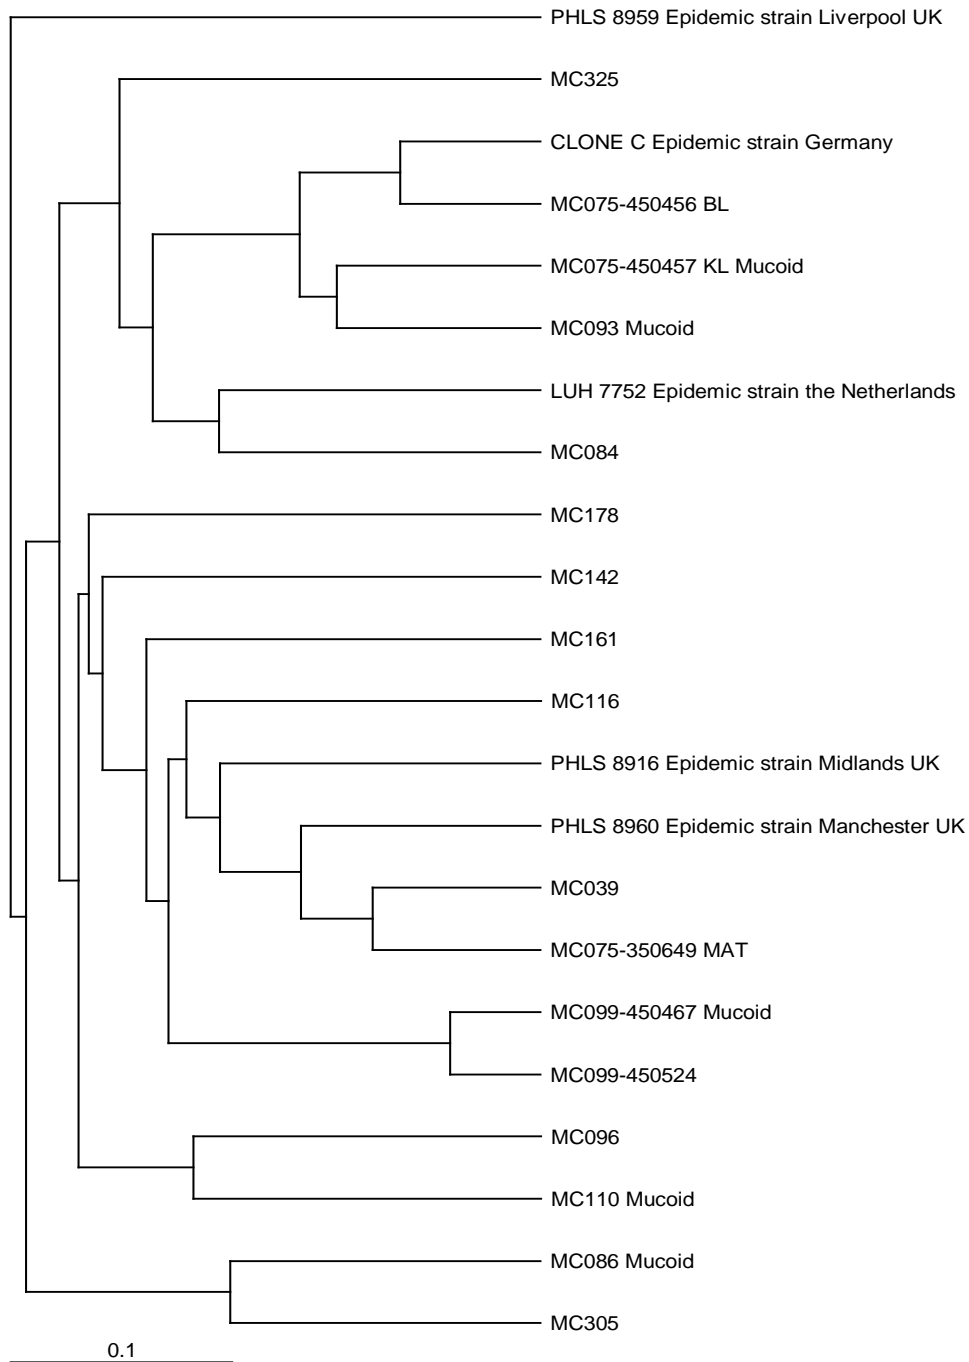 PHLS 8959 Epidemic strain Liverpool UK
MC325
CLONE C Epidemic strain Germany
MC075-450456 BL
MC075-450457 KL Mucoid
MC093 Mucoid
LUH 7752 Epidemic strain the Netherlands
MC084
MC178
MC142
MC161
MC116
PHLS 8916 Epidemic strain Midlands UK
PHLS 8960 Epidemic strain Manchester UK
MC039
MC075-350649 MAT
MC099-450467 Mucoid
MC099-450524
MC096
MC110 Mucoid
MC086 Mucoid
MC305
0.1